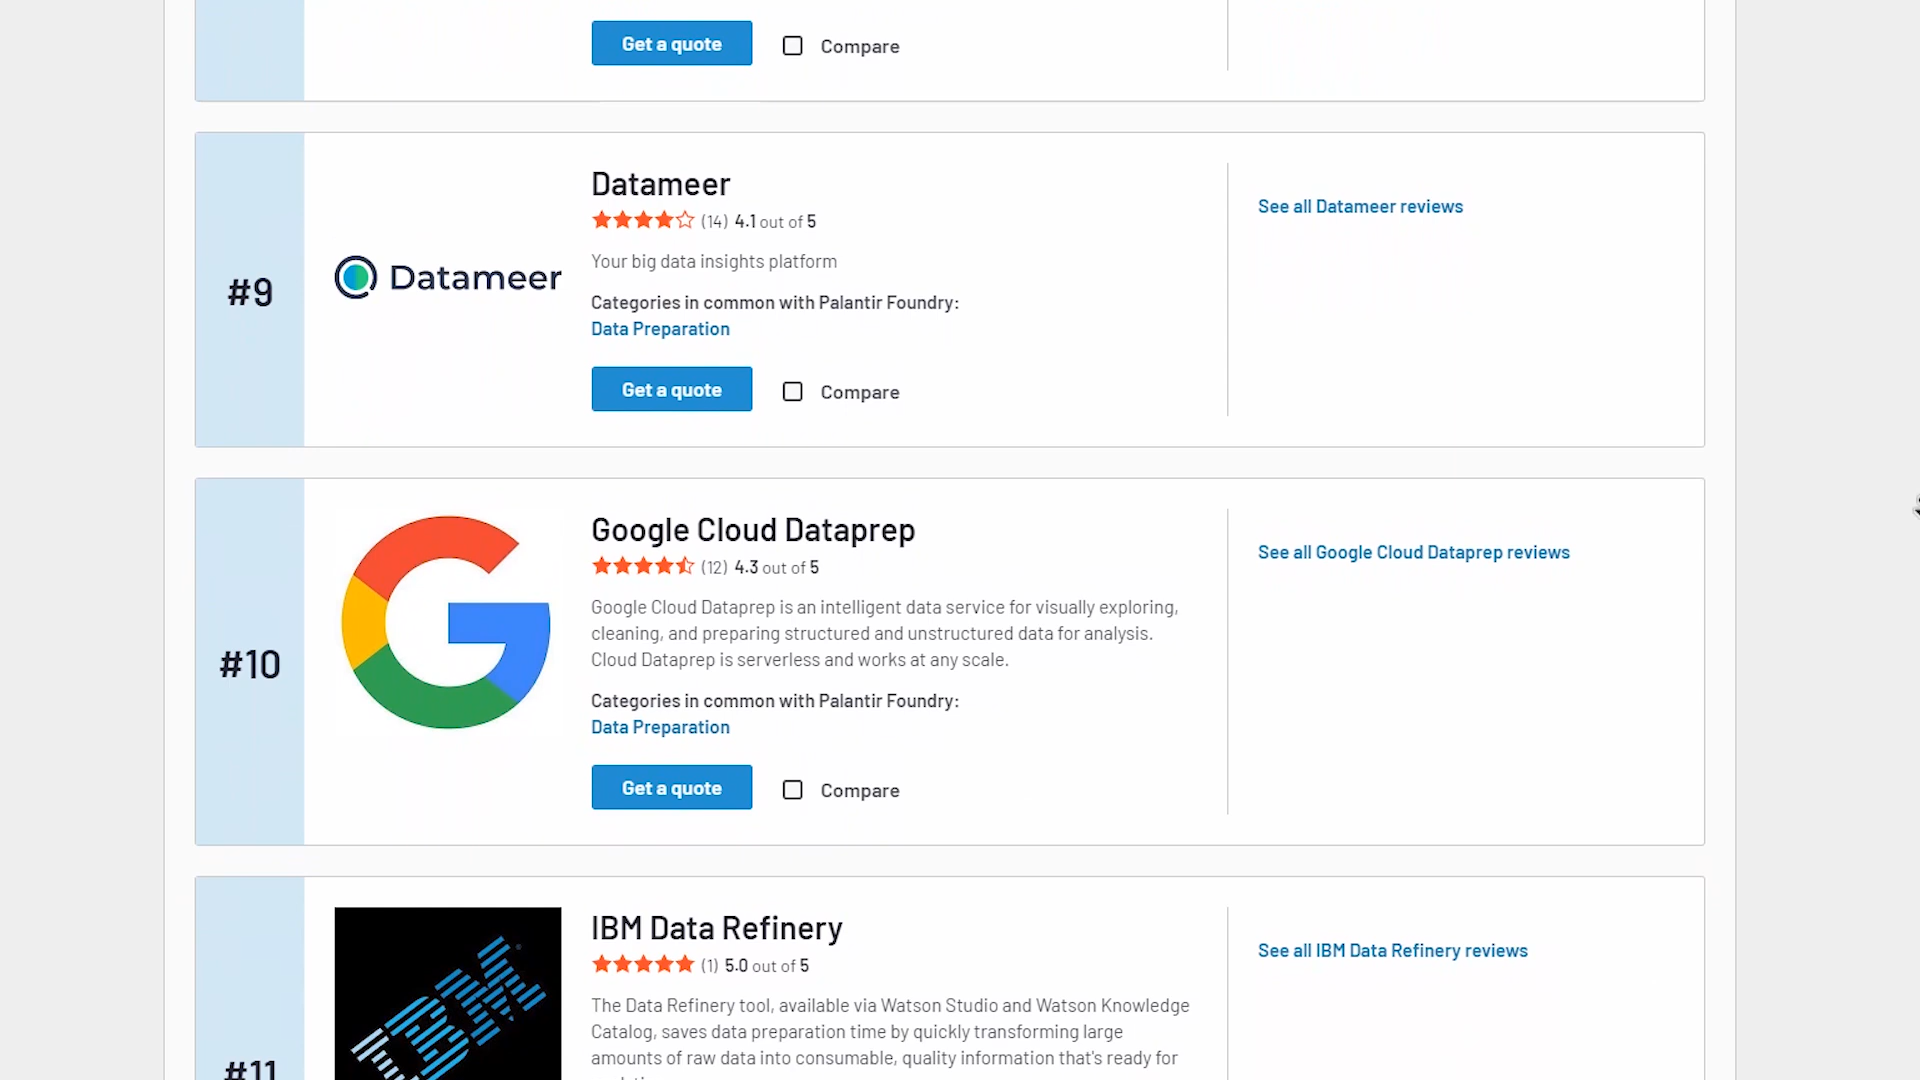 Get a quote
Compare
#9
Datameer
Datameer
(14) 4.1 out of 5
Your big data insights platform
Categories in common with Palantir Foundry:
Data Preparation
Get a quote
Compare
See all Datameer reviews
#10
Google Cloud Dataprep
(12) 4.3 out of 5
Google Cloud Dataprep is an intelligent data service for visually exploring,
cleaning, and preparing structured and unstructured data for analysis.
Cloud Dataprep is serverless and works at any scale.
Categories in common with Palantir Foundry:
Data Preparation
Get a quote
Compare
See all Google Cloud Dataprep reviews
#11
IBM
IBM Data Refinery
(1) 5.0 out of 5
The Data Refinery tool, available via Watson Studio and Watson Knowledge
Catalog, saves data preparation time by quickly transforming large
amounts of raw data into consumable, quality information that's ready for
See all IBM Data Refinery reviews